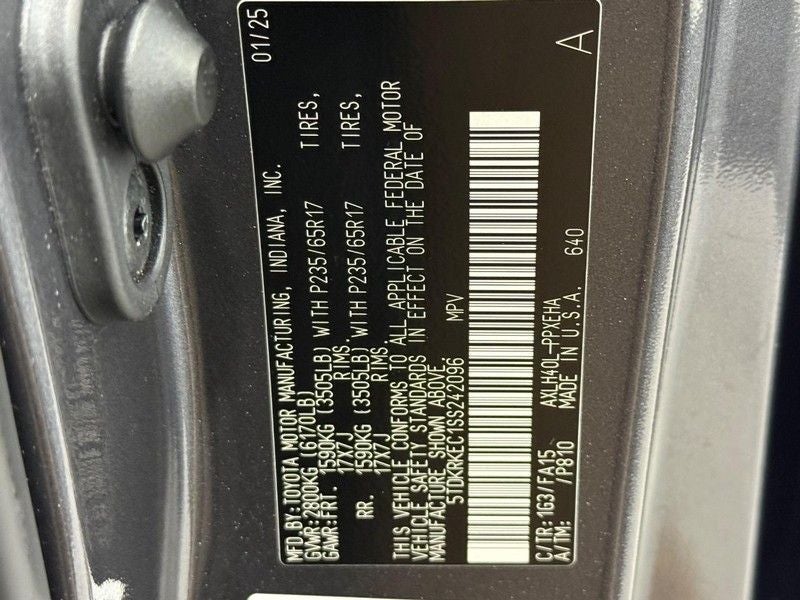 MFD.BY:TOYOTA MOTOR MANUFACTURING, INDIANA, INC. 01/25
GVWR:2800KG (6170LB)
GAWR:FRT. 1590KG (3505LB) WITH P235/65R17 TIRES,
17X7J RIMS.
RR. 1590KG (3505LB) WITH P235/65R17 TIRES,
17X7J RIMS.
THIS VEHICLE CONFORMS TO ALL APPLICABLE FEDERAL MOTOR
VEHICLE SAFETY STANDARDS IN EFFECT ON THE DATE OF
MANUFACTURE SHOWN ABOVE.
5TDKRKEC1SS242096 MPV
C/TR:1G3/FA15 AXLH40L-PPXEHA 640 A
A/TM: /P810 MADE IN U.S.A.